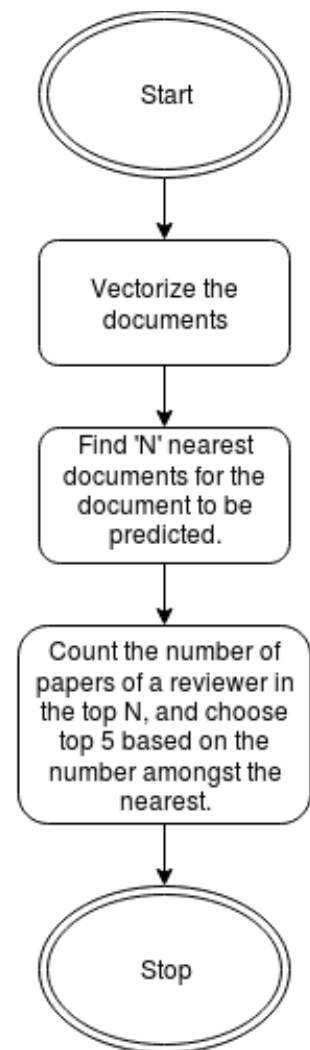 Start
Vectorize the
documents
Find 'N' nearest
documents for the
document to be
predicted.
Count the number of
papers of a reviewer in
the top N, and choose
top 5 based on the
number amongst the
nearest.
Stop